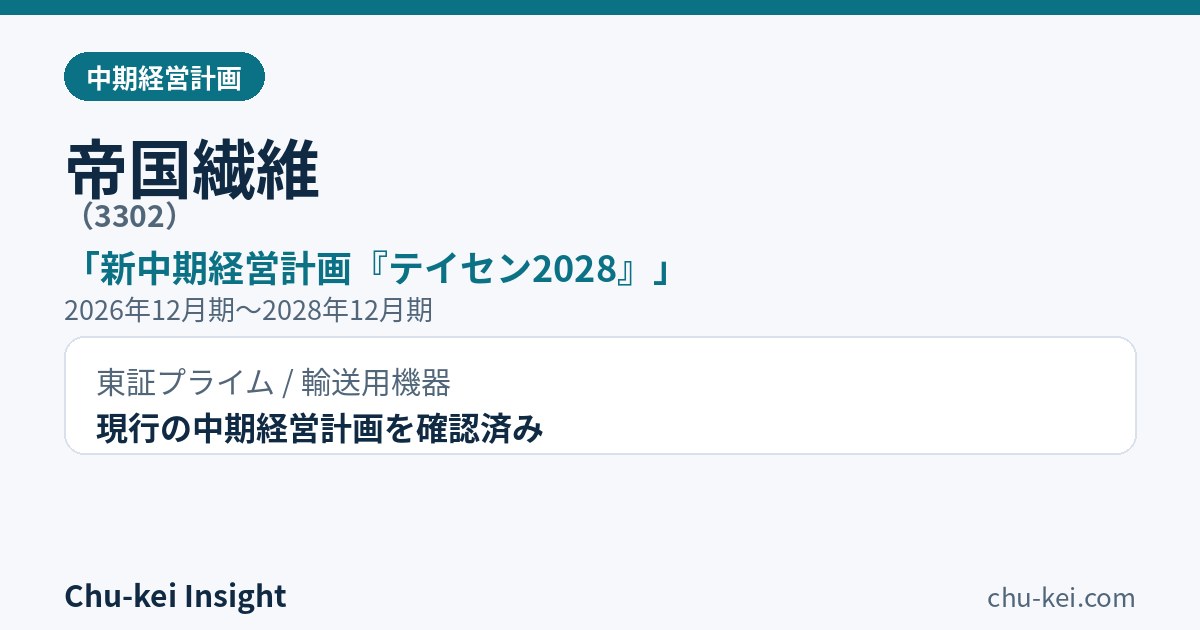 中期経営計画
帝国繊維
（3302）
「新中期経営計画『テイセン2028』」
2026年12月期～2028年12月期
東証プライム / 輸送用機器
現行の中期経営計画を確認済み
Chu-kei Insight
chu-kei.com